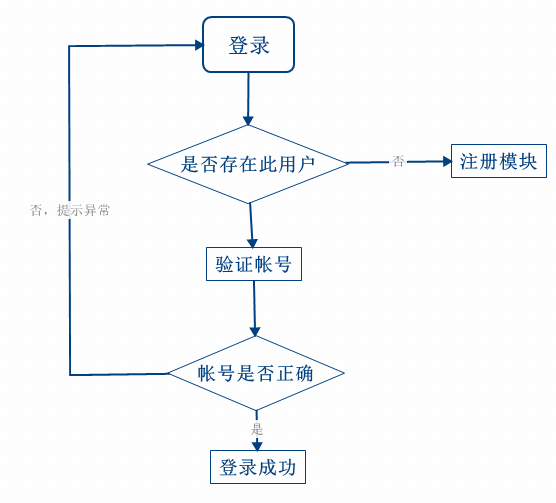 登录
是否存在此用户
否
注册模块
否，提示异常
验证帐号
帐号是否正确
是
登录成功